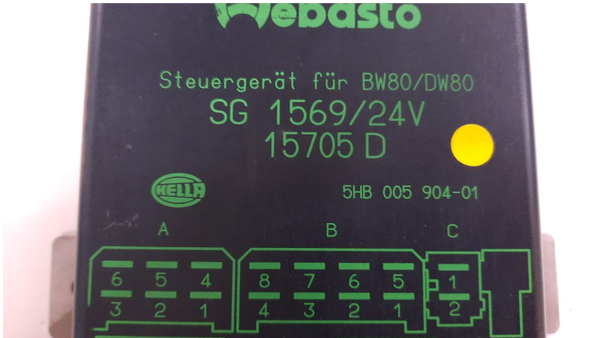 Webasto
Steuergerät für BW80/DW80
SG 1569/24V
15705 D
HELLA
5HB 005 904-01
A B C
6 5 4 8 7 6 5 1
3 2 1 4 3 2 1 2